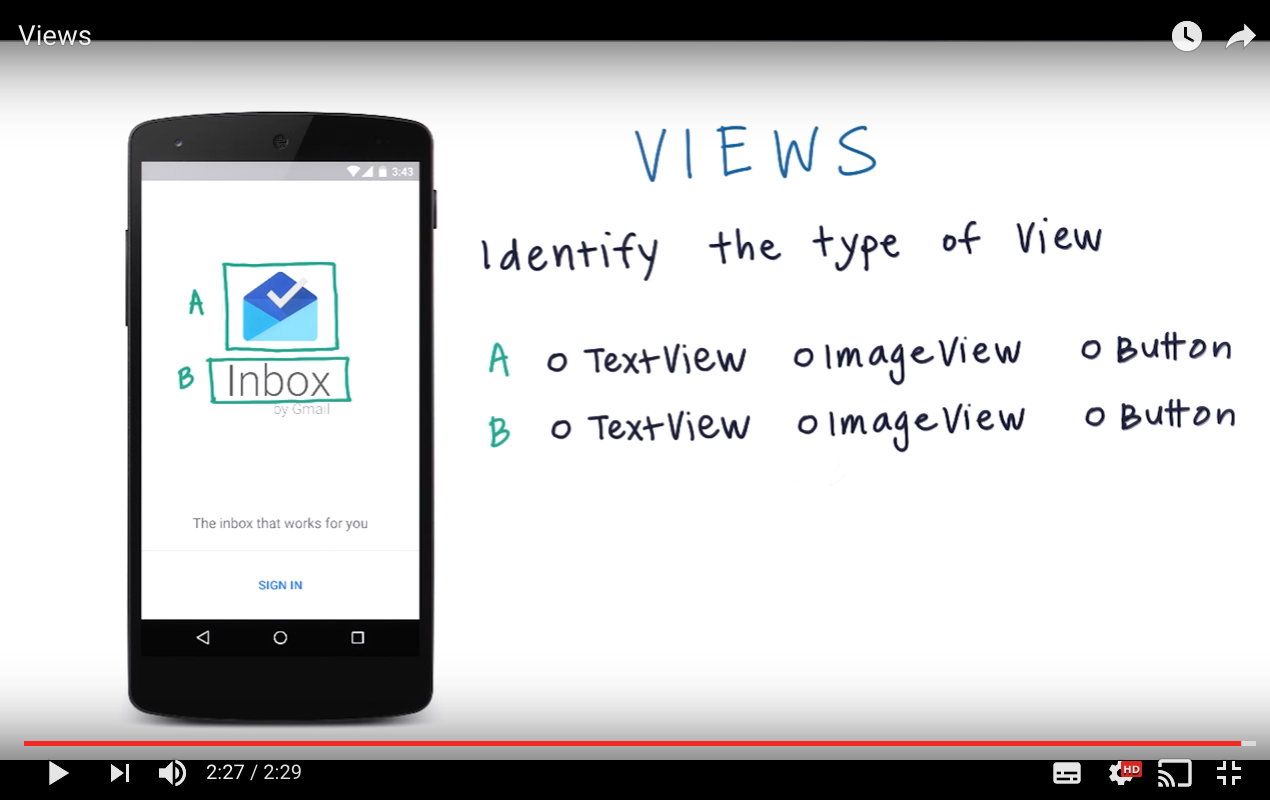 Views
3:43
VIEWS
Identify the type of View
A
B
Inbox
by Gmail
The inbox that works for you
SIGN IN
A o TextView o ImageView o Button
B o TextView o ImageView o Button
2:27 / 2:29
HD